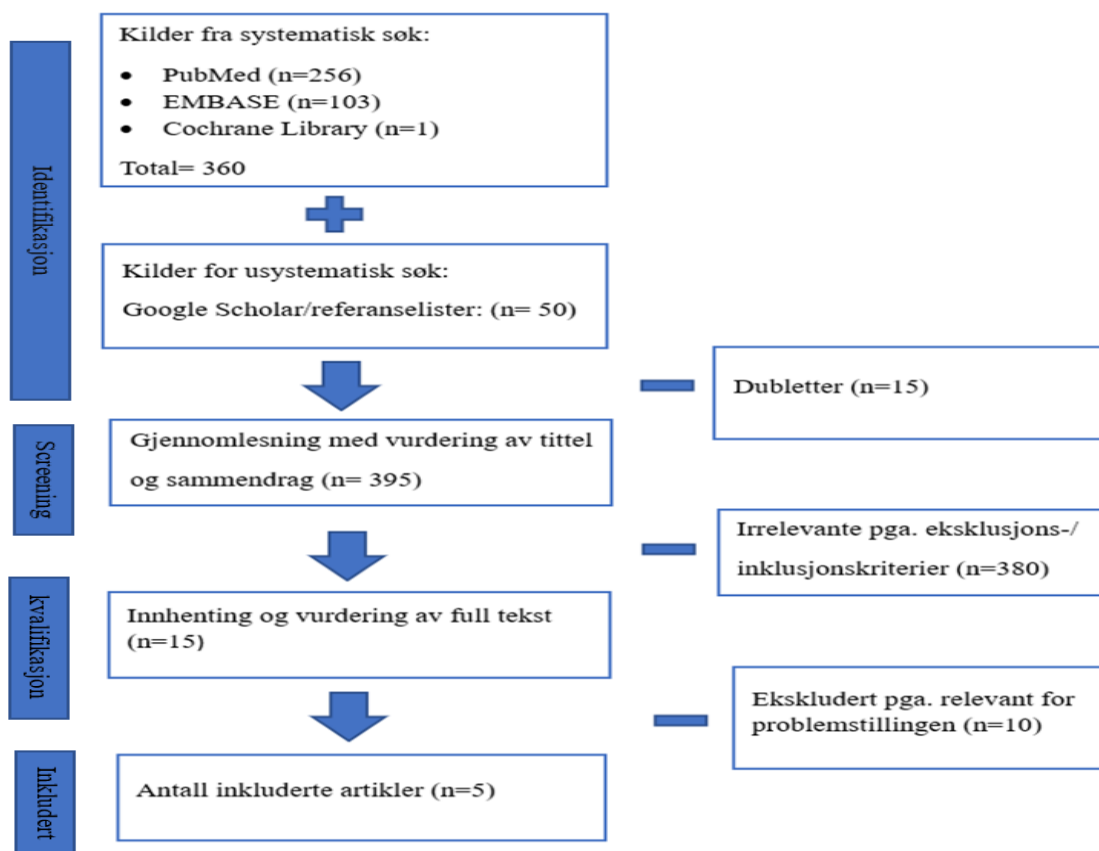 Identifikasjon
Kilder fra systematisk søk:
• PubMed (n=256)
• EMBASE (n=103)
• Cochrane Library (n=1)
Total= 360
Kilder for usystematisk søk:
Google Scholar/referanselister: (n= 50)
Dubletter (n=15)
Screening
Gjennomlesning med vurdering av tittel
og sammendrag (n= 395)
Irrelevante pga. eksklusjons-/
inklusjonskriterier (n=380)
kvalifikasjon
Innhenting og vurdering av full tekst
(n=15)
Ekskludert pga. relevant for
problemstillingen (n=10)
Inkludert
Antall inkluderte artikler (n=5)